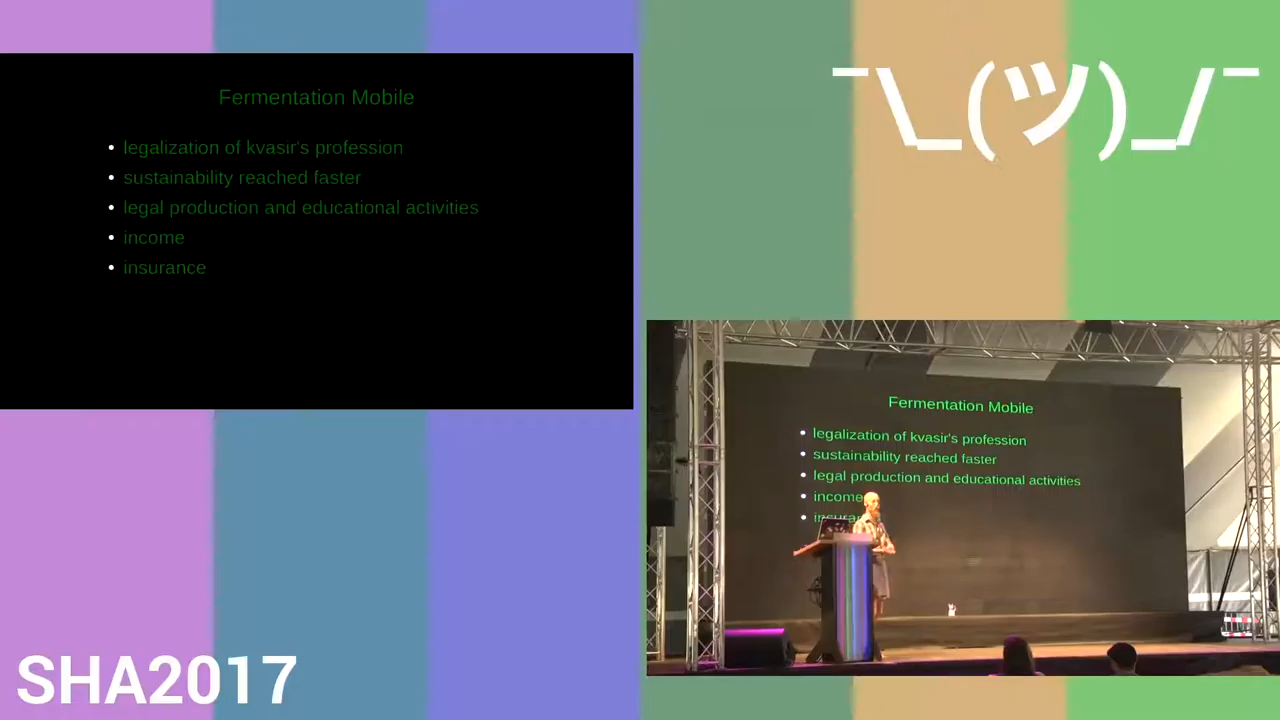 Fermentation Mobile
• legalization of kvasir's profession
• sustainability reached faster
• legal production and educational activities
• income
• insurance
¯\_(ツ)_/¯
Fermentation Mobile
• legalization of kvasir's profession
• sustainability reached faster
• legal production and educational activities
• income
SHA2017